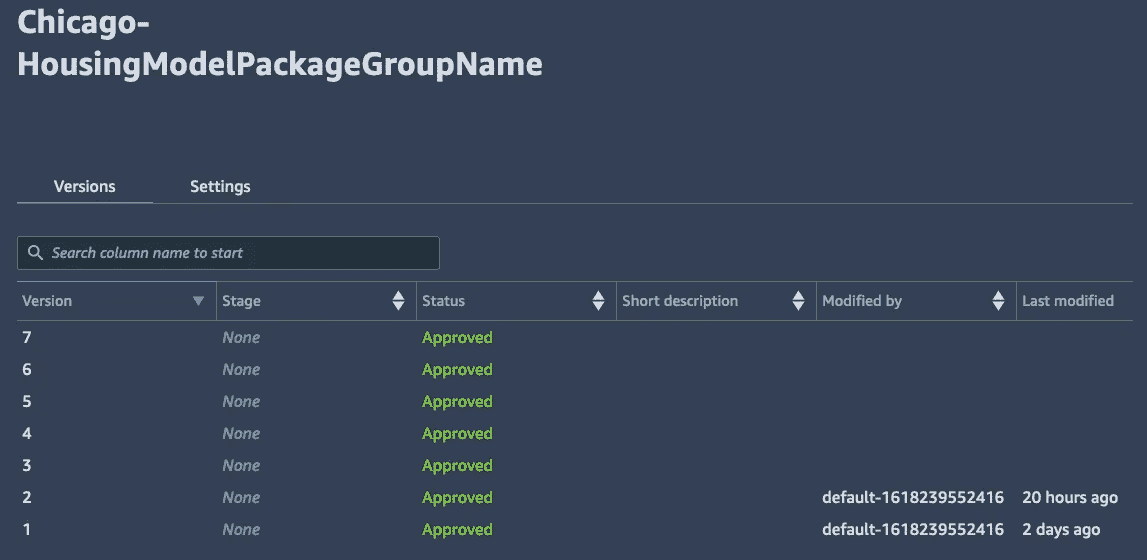 Chicago-
HousingModelPackageGroupName
Versions Settings
Search column name to start
Version Stage Status Short description Modified by Last modified
7 None Approved
6 None Approved
5 None Approved
4 None Approved
3 None Approved
2 None Approved default-1618239552416 20 hours ago
1 None Approved default-1618239552416 2 days ago